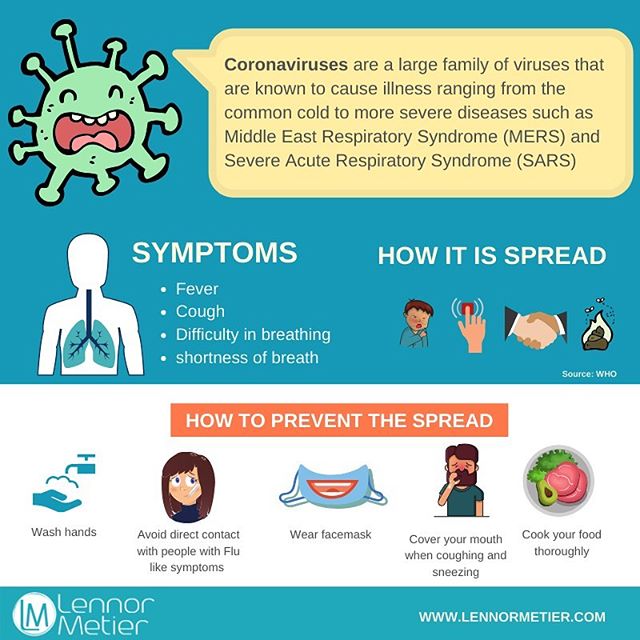 Coronaviruses are a large family of viruses that
are known to cause illness ranging from the
common cold to more severe diseases such as
Middle East Respiratory Syndrome (MERS) and
Severe Acute Respiratory Syndrome (SARS)
SYMPTOMS
• Fever
• Cough
• Difficulty in breathing
• shortness of breath
HOW IT IS SPREAD
Source: WHO
HOW TO PREVENT THE SPREAD
Wash hands
Avoid direct contact
with people with Flu
like symptoms
Wear facemask
Cover your mouth
when coughing and
sneezing
Cook your food
thoroughly
LM
Lennor
Metier
WWW.LENNORMETIER.COM